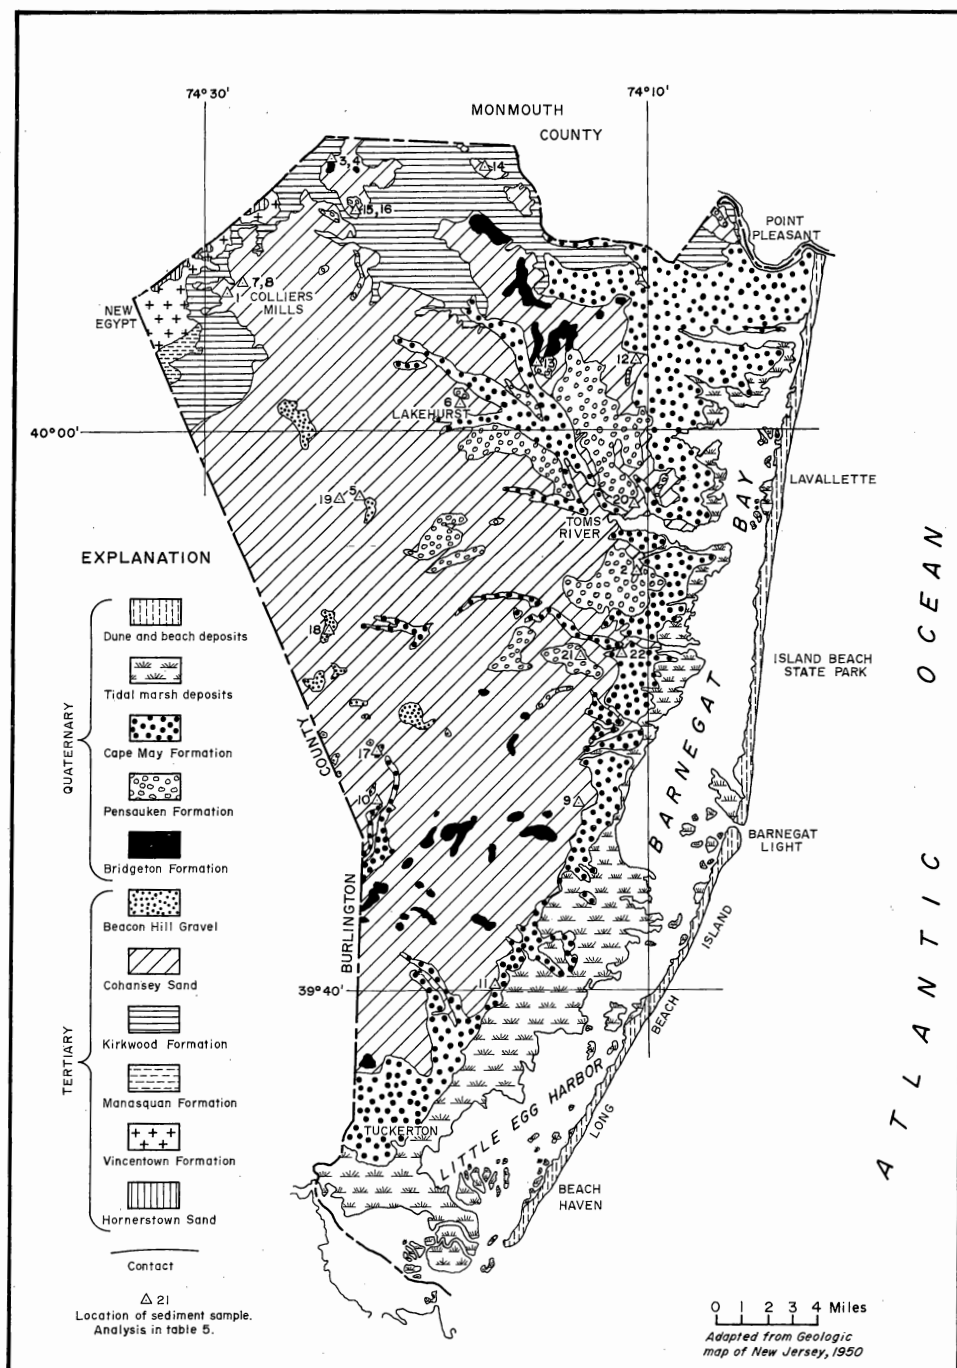 74°30'
74°10'
MONMOUTH
COUNTY
3,4
14
15,16
POINT
PLEASANT
7,8
1
COLLIERS
MILLS
NEW
EGYPT
13
12
6
LAKEHURST
40°00'
19
5
LAVALLETTE
20
TOMS
RIVER
BAY
2
18
21
22
ISLAND BEACH
STATE PARK
BARNEGAT
COUNTY
17
10
9
BARNEGAT
LIGHT
BURLINGTON
ISLAND
BEACH
LONG
39°40'
11
TUCKERTON
LITTLE EGG HARBOR
BEACH
HAVEN
ATLANTIC OCEAN
EXPLANATION
QUATERNARY
Dune and beach deposits
Tidal marsh deposits
Cape May Formation
Pensauken Formation
Bridgeton Formation
TERTIARY
Beacon Hill Gravel
Cohansey Sand
Kirkwood Formation
Manasquan Formation
Vincentown Formation
Hornerstown Sand
Contact
21
Location of sediment sample.
Analysis in table 5.
0 1 2 3 4 Miles
Adapted from Geologic
map of New Jersey, 1950